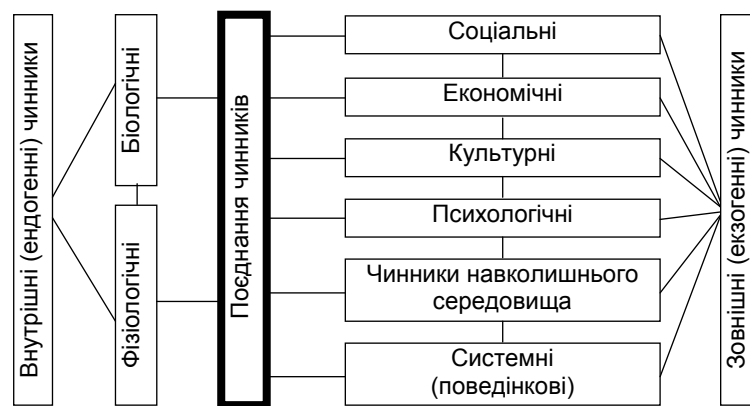 Внутрішні (ендогенні) чинники
Біологічні
Фізіологічні
Поєднання чинників
Соціальні
Економічні
Культурні
Психологічні
Чинники навколишнього
середовища
Системні
(поведінкові)
Зовнішні (екзогенні) чинники